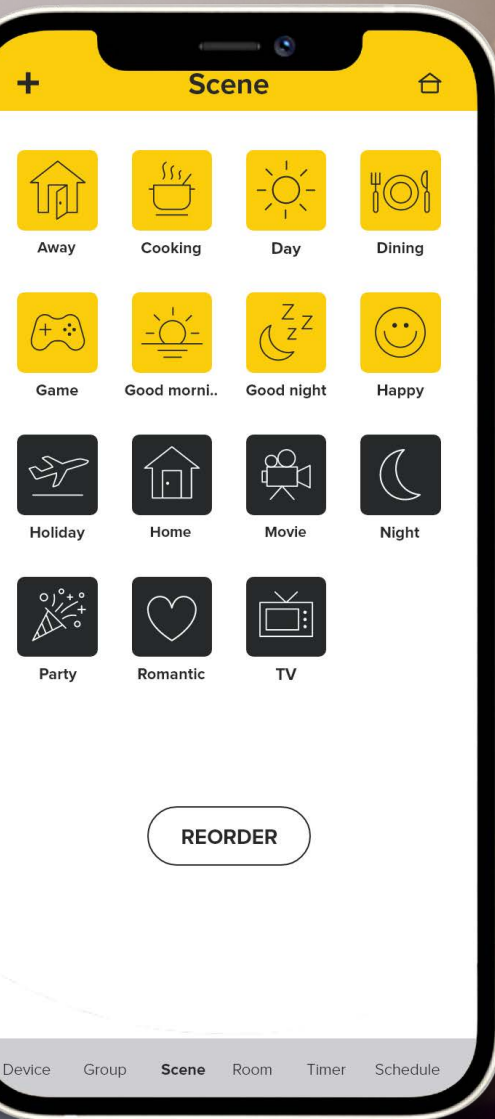 Scene
Away Cooking Day Dining
Z Z Z
Game Good morni.. Good night Happy
Holiday Home Movie Night
Party Romantic TV
REORDER
Device Group Scene Room Timer Schedule